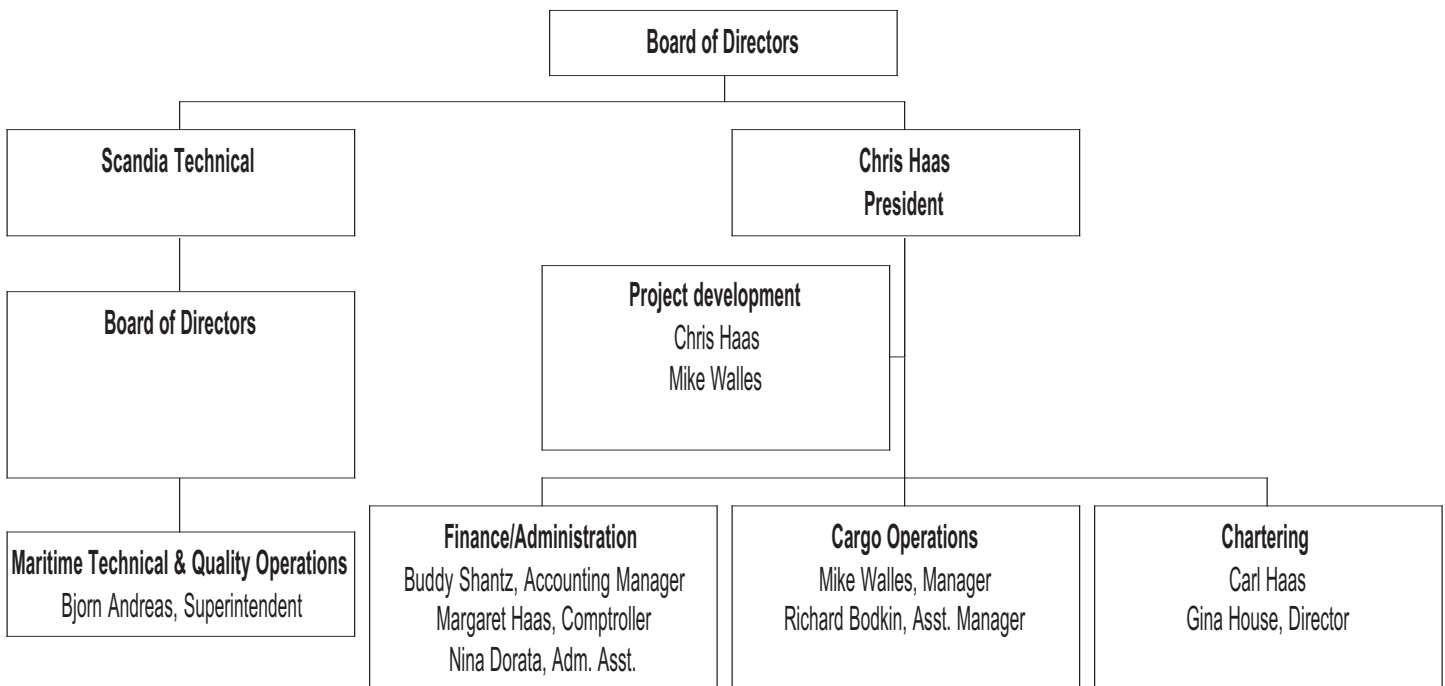 Board of Directors
Scandia Technical
Chris Haas
President
Project development
Chris Haas
Mike Walles
Board of Directors
Maritime Technical & Quality Operations
Bjorn Andreas, Superintendent
Finance/Administration
Buddy Shantz, Accounting Manager
Margaret Haas, Comptroller
Nina Dorata, Adm. Asst.
Cargo Operations
Mike Walles, Manager
Richard Bodkin, Asst. Manager
Chartering
Carl Haas
Gina House, Director